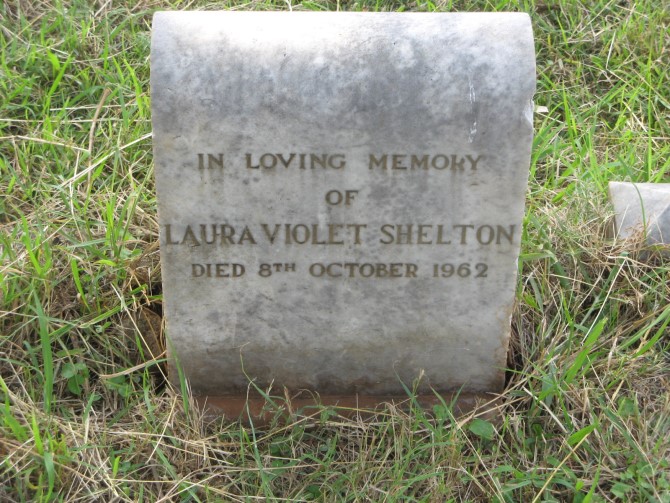 IN LOVING MEMORY
OF
LAURA VIOLET SHELTON
DIED 8TH OCTOBER 1962